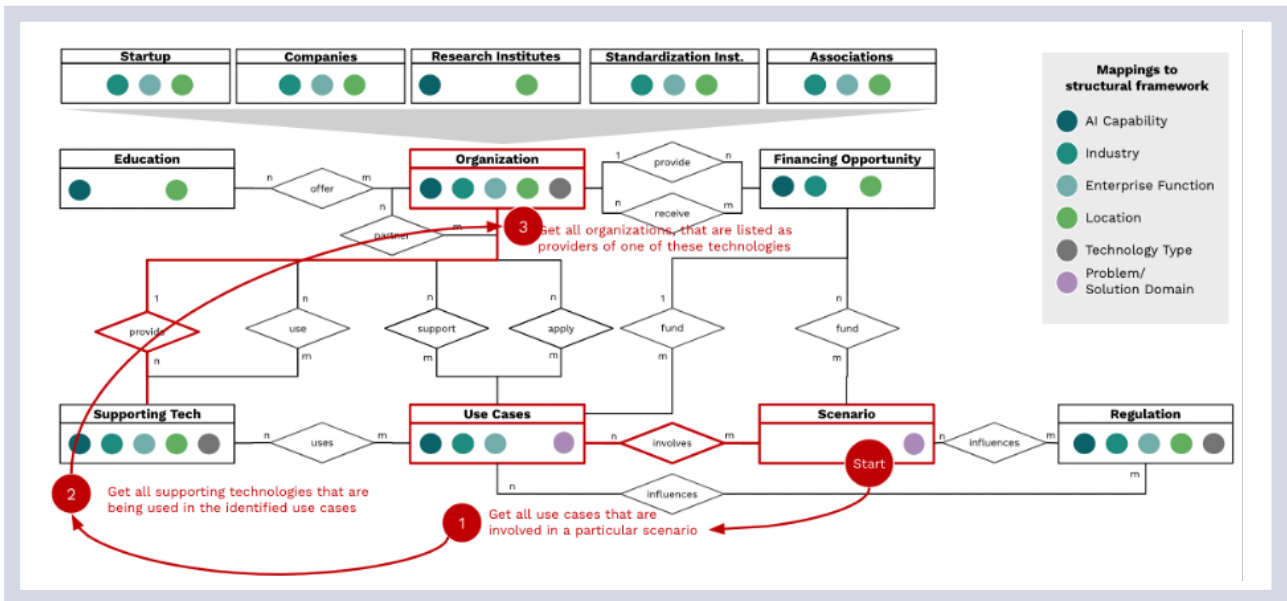 Startup
Companies
Research Institutes
Standardization Inst.
Associations
Mappings to
structural framework
AI Capability
Industry
Enterprise Function
Location
Technology Type
Problem/
Solution Domain
Education
Organization
Financing Opportunity
n
offer
m
n
partner
m
1
provide
n
n
receive
m
3
Get all organizations, that are listed as
providers of one of these technologies
1
provide
n
n
use
m
n
support
m
n
apply
m
1
fund
m
n
fund
m
Supporting Tech
Use Cases
Scenario
Regulation
n
uses
m
n
involves
m
Start
n
influences
m
n
influences
m
2
Get all supporting technologies that are
being used in the identified use cases
1
Get all use cases that are
involved in a particular scenario